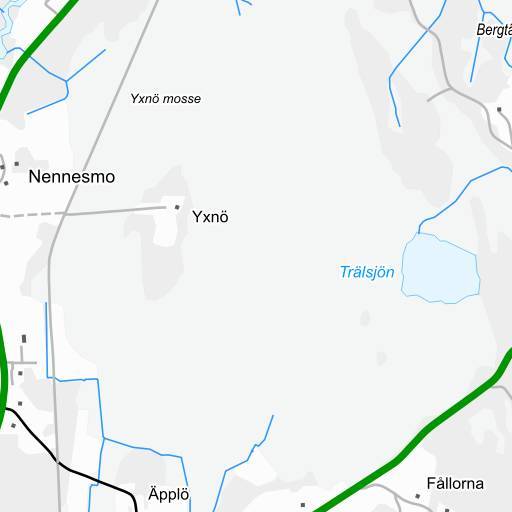 Yxnö mosse
Nennesmo
Yxnö
Trälsjön
Fållorna
Äpplö